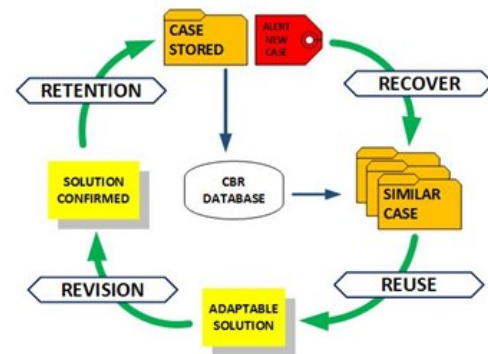 CASE
STORED
ALERT
NEW
CASE
RETENTION
RECOVER
SOLUTION
CONFIRMED
CBR
DATABASE
SIMILAR
CASE
REVISION
REUSE
ADAPTABLE
SOLUTION